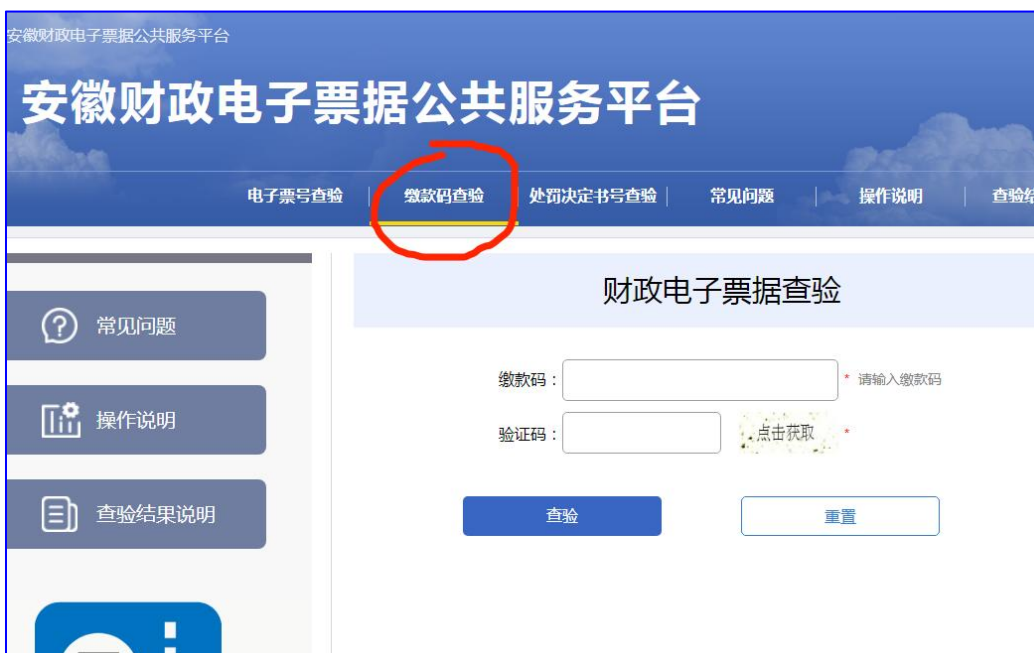 安徽财政电子票据公共服务平台
安徽财政电子票据公共服务平台
电子票号查验 缴款码查验 处罚决定书号查验 常见问题 操作说明 查验结
财政电子票据查验
常见问题
缴款码： * 请输入缴款码
操作说明
验证码： 点击获取 *
查验结果说明
查验 重置